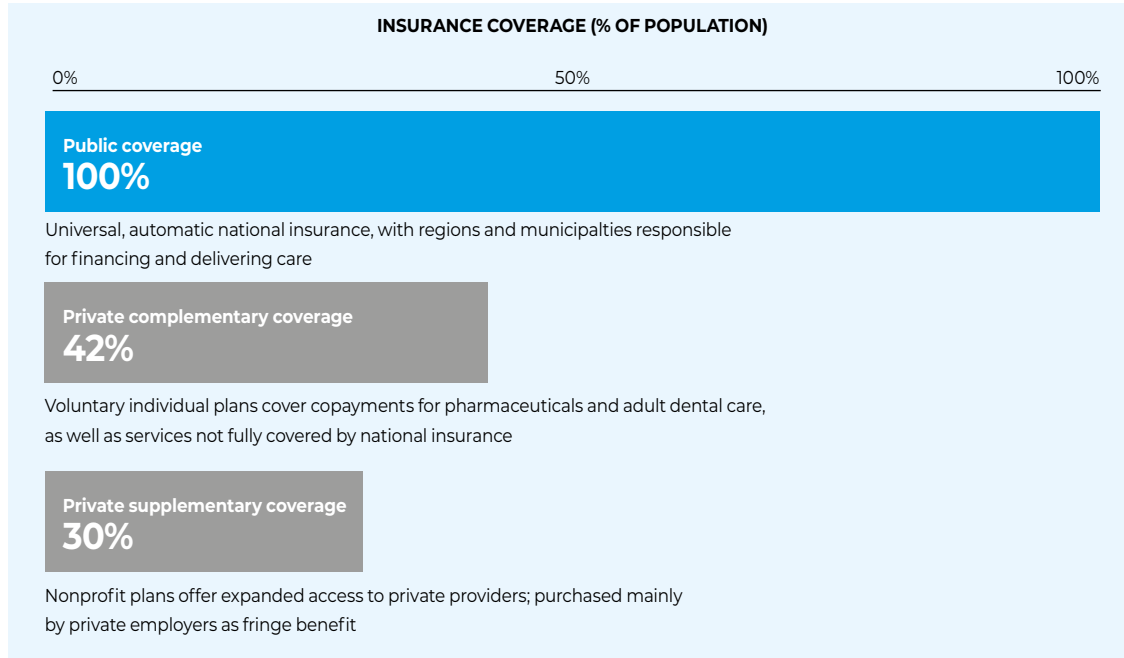 INSURANCE COVERAGE (% OF POPULATION)
0% 50% 100%
Public coverage
100%
Universal, automatic national insurance, with regions and municipalties responsible
for financing and delivering care
Private complementary coverage
42%
Voluntary individual plans cover copayments for pharmaceuticals and adult dental care,
as well as services not fully covered by national insurance
Private supplementary coverage
30%
Nonprofit plans offer expanded access to private providers; purchased mainly
by private employers as fringe benefit